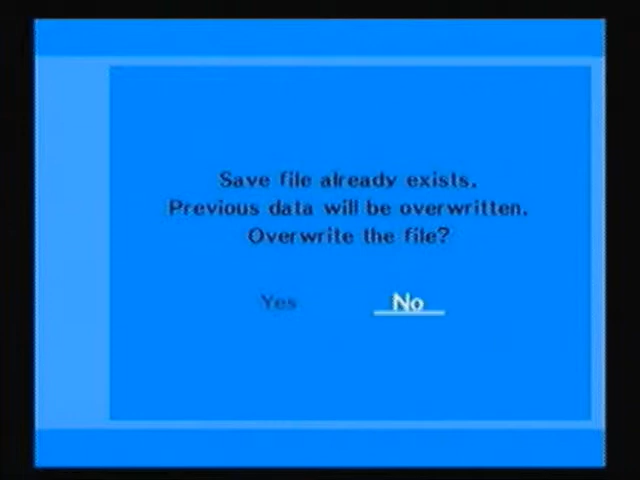 Save file already exists.
Previous data will be overwritten.
Overwrite the file?
Yes No